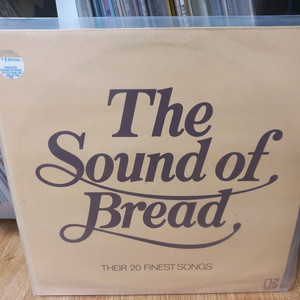 The
Sound of
Bread
THEIR 20 FINEST SONGS